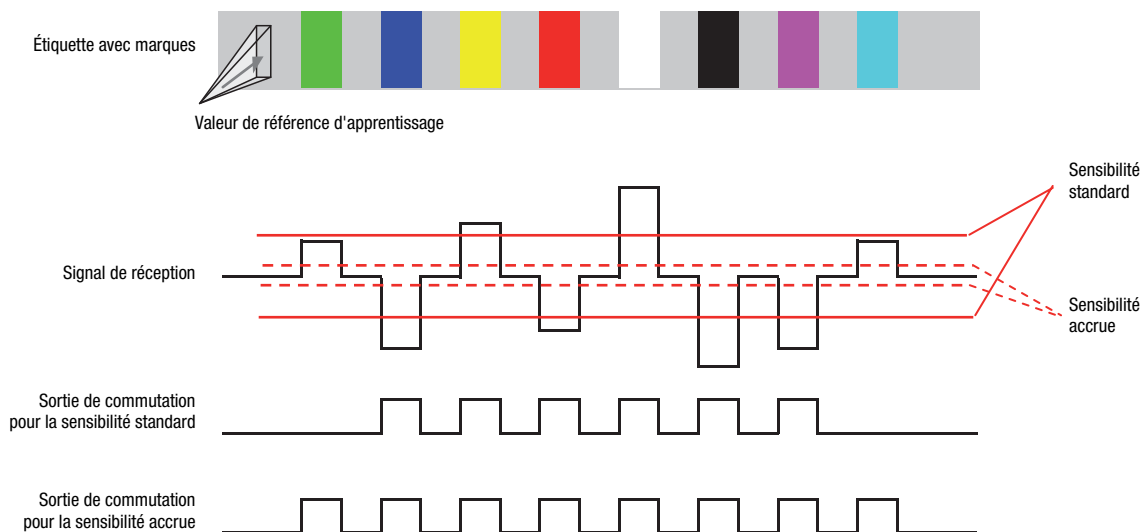 Étiquette avec marques
Valeur de référence d'apprentissage
Sensibilité
standard
Signal de réception
Sensibilité
accrue
Sortie de commutation
pour la sensibilité standard
Sortie de commutation
pour la sensibilité accrue